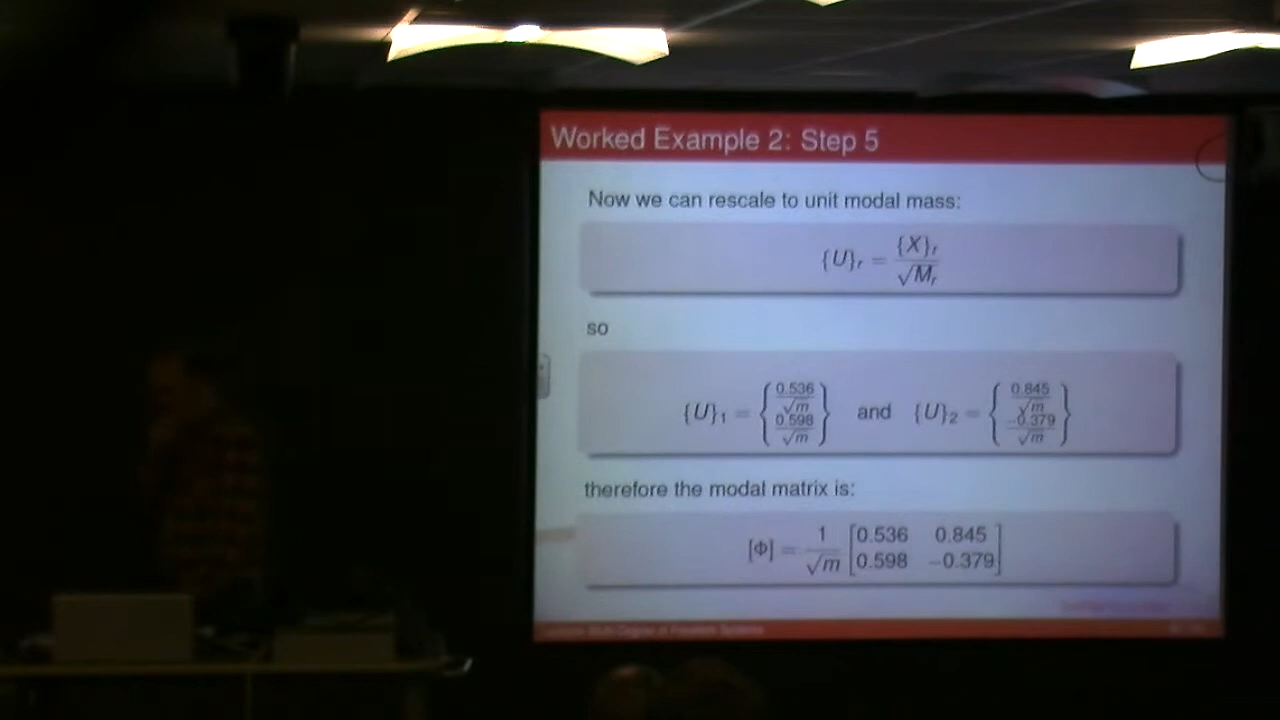 Worked Example 2: Step 5
Now we can rescale to unit modal mass:
{U}ᵣ = {X}ᵣ / √Mᵣ
so
{U}₁ = { 0.536/√m 0.598/√m } and {U}₂ = { 0.845/√m −0.379/√m }
therefore the modal matrix is:
[Φ] = 1/√m [ 0.536 0.845
0.598 −0.379 ]